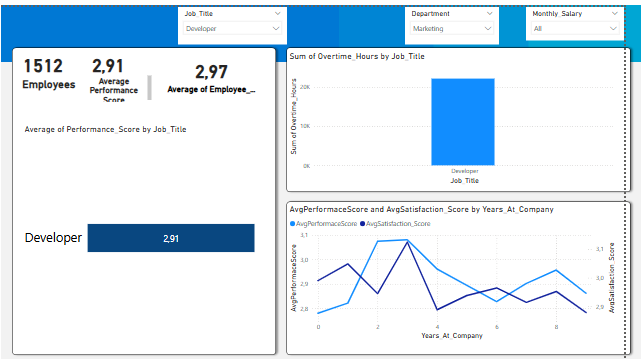 Job_Title
Developer
Department
Marketing
Monthly_Salary
All
1512
Employees
2,91
Average
Performance
Score
2,97
Average of Employee_...
Average of Performance_Score by Job_Title
Developer
2,91
Sum of Overtime_Hours by Job_Title
Sum of Overtime_Hours
20K
10K
0K
Developer
Job_Title
AvgPerformaceScore and AvgSatisfaction_Score by Years_At_Company
AvgPerformaceScore AvgSatisfaction_Score
AvgPerformaceScore
3,1
3,0
2,9
2,8
0 2 4 6 8
Years_At_Company
3,1
3,0
2,9
AvgSatisfaction_Score